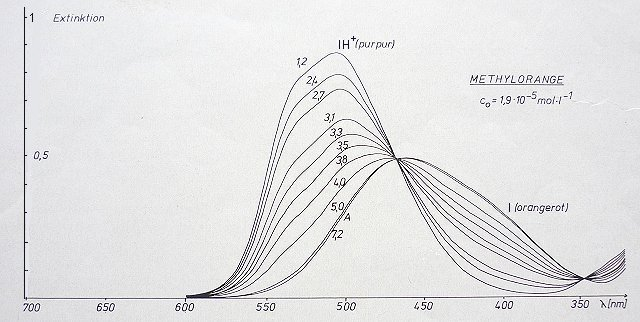 1 Extinktion
IH⁺ (purpur)
1,2
2,4
2,7
METHYLORANGE
c₀ = 1,9·10⁻⁵ mol·l⁻¹
3,1
3,3
0,5
3,5
3,8
4,0
I (orangerot)
5,0
A
7,2
700 650 600 550 500 450 400 350 λ [nm]